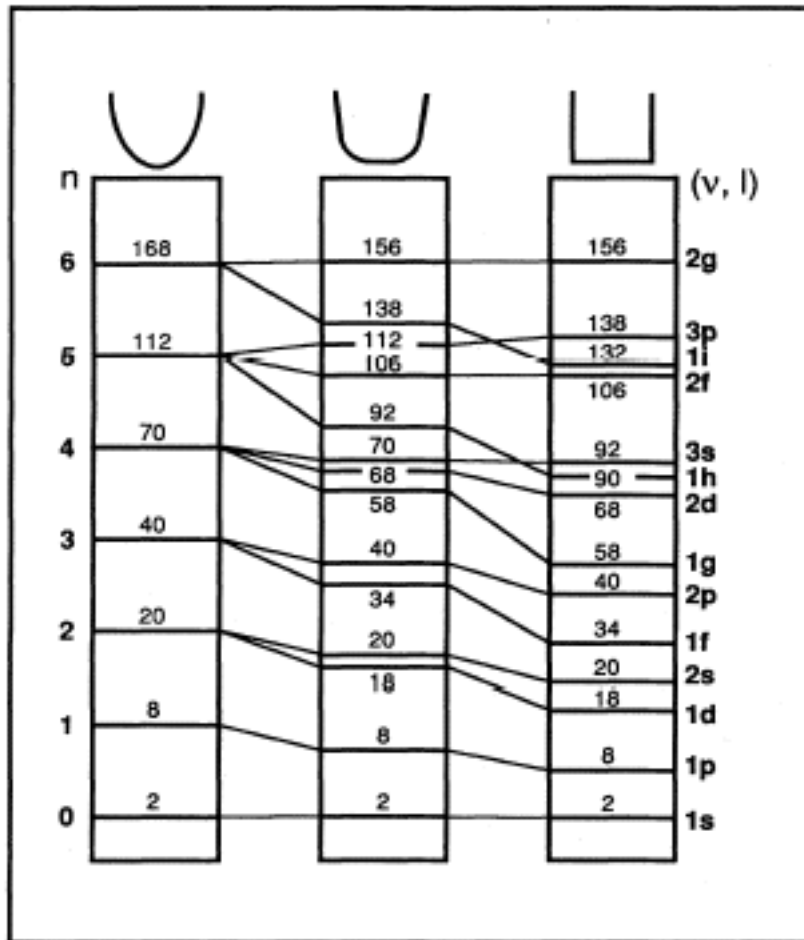 n (ν, l)
6 168 156 156 2g
138 138 3p
5 112 112 132 1i
106 106 2f
92 92 3s
4 70 70 90 1h
68 68 2d
58 58 1g
3 40 40 40 2p
34 34 1f
2 20 20 20 2s
18 18 1d
1 8 8 8 1p
0 2 2 2 1s